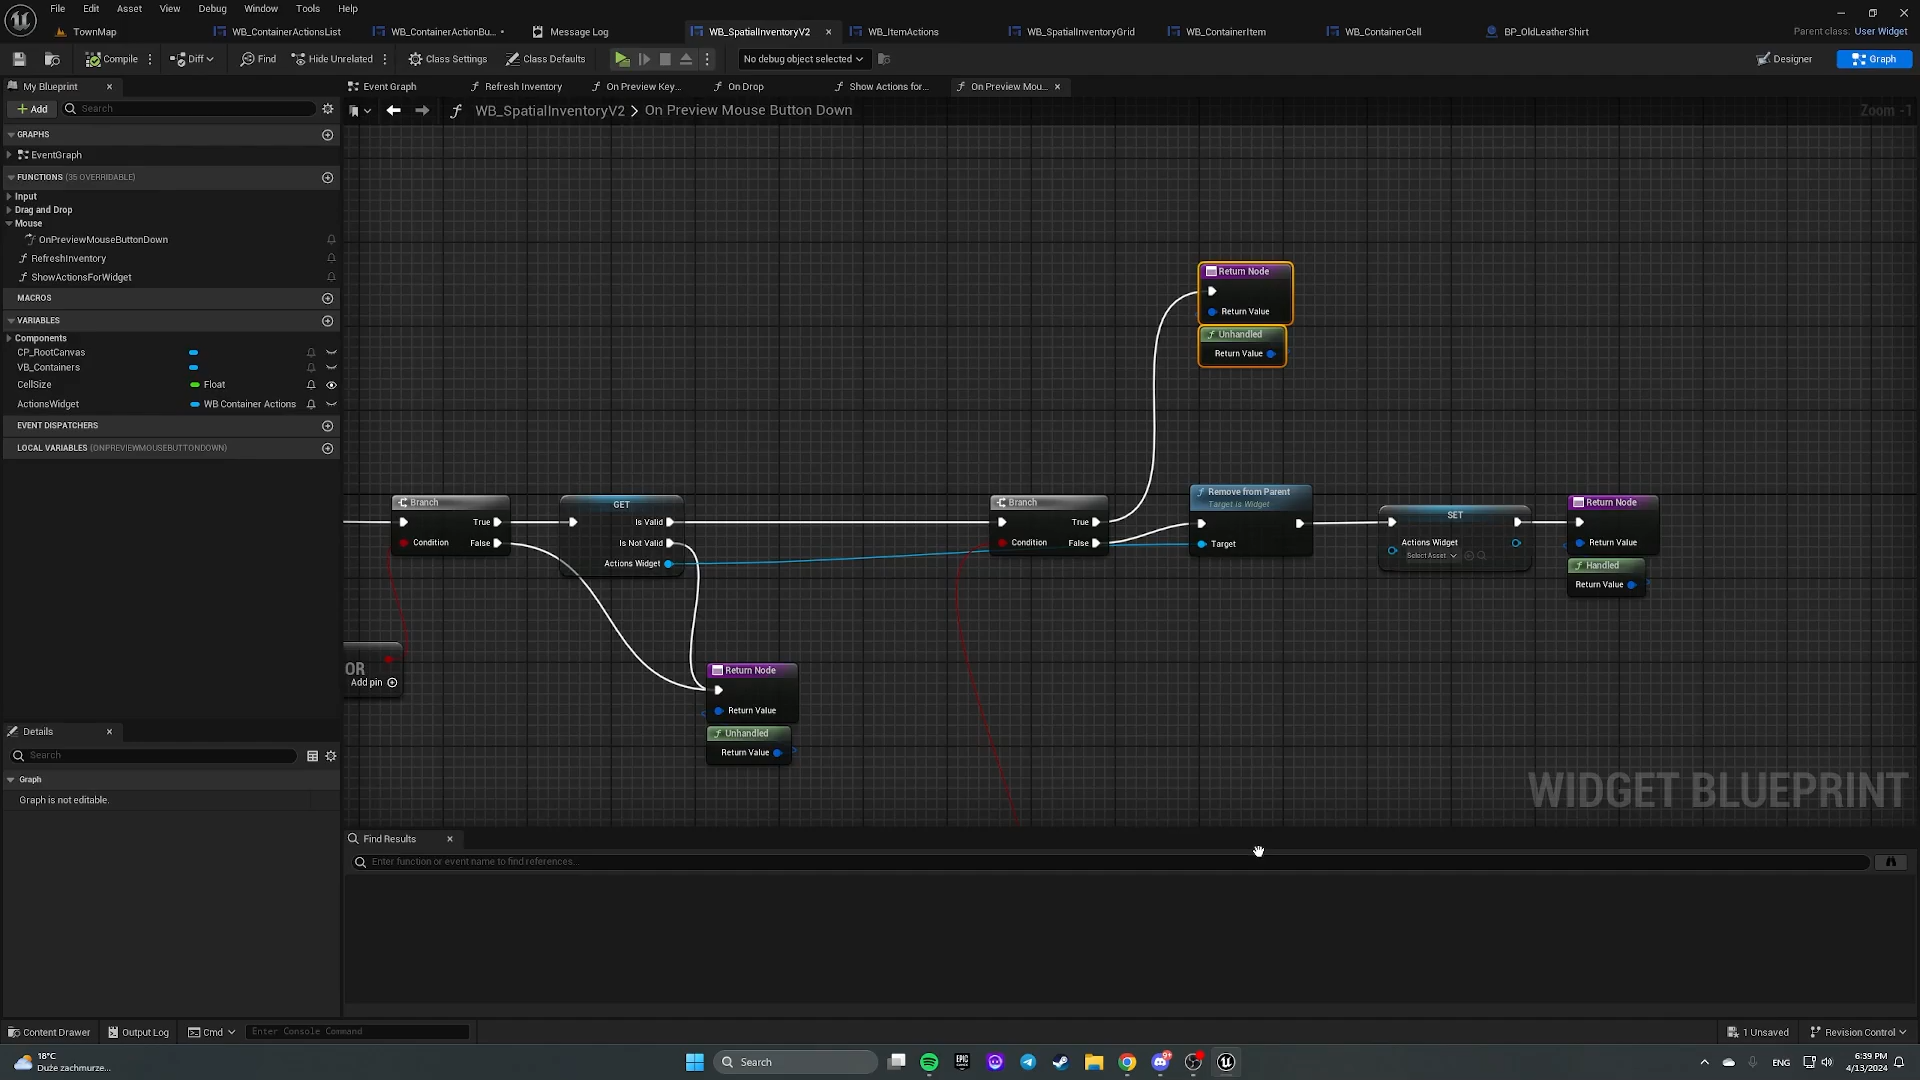 File Edit Asset View Debug Window Tools Help
TownMap WB_ContainerActionsList WB_ContainerActionBu... • Message Log WB_SpatialInventoryV2 WB_ItemActions WB_SpatialInventoryGrid WB_ContainerItem WB_ContainerCell BP_OldLeatherShirt Parent class: User Widget
Compile Diff Find Hide Unrelated Class Settings Class Defaults No debug object selected Designer Graph
My Blueprint Event Graph Refresh Inventory On Preview Key... On Drop Show Actions for... On Preview Mou...
Add Search WB_SpatialInventoryV2 > On Preview Mouse Button Down Zoom -1
GRAPHS
EventGraph
FUNCTIONS (35 OVERRIDABLE)
Input
Drag and Drop
Mouse
OnPreviewMouseButtonDown
RefreshInventory
ShowActionsForWidget
MACROS
VARIABLES
Components
CP_RootCanvas
VB_Containers
CellSize Float
ActionsWidget WB Container Actions
EVENT DISPATCHERS
LOCAL VARIABLES (ONPREVIEWMOUSEBUTTONDOWN)
Return Node
Return Value
Unhandled
Return Value
Branch
True
Condition False
GET
Is Valid
Is Not Valid
Actions Widget
Branch
True
Condition False
Remove from Parent
Target is Widget
Target
SET
Actions Widget
Select Asset
Return Node
Return Value
Handled
Return Value
OR
Add pin
Return Node
Return Value
Unhandled
Return Value
WIDGET BLUEPRINT
Details
Search
Graph
Graph is not editable.
Find Results
Enter function or event name to find references...
Content Drawer Output Log Cmd Enter Console Command 1 Unsaved Revision Control
18°C
Duże zachmurze...
Search
EPIC
GAMES
9+
ENG
6:39 PM
4/13/2024